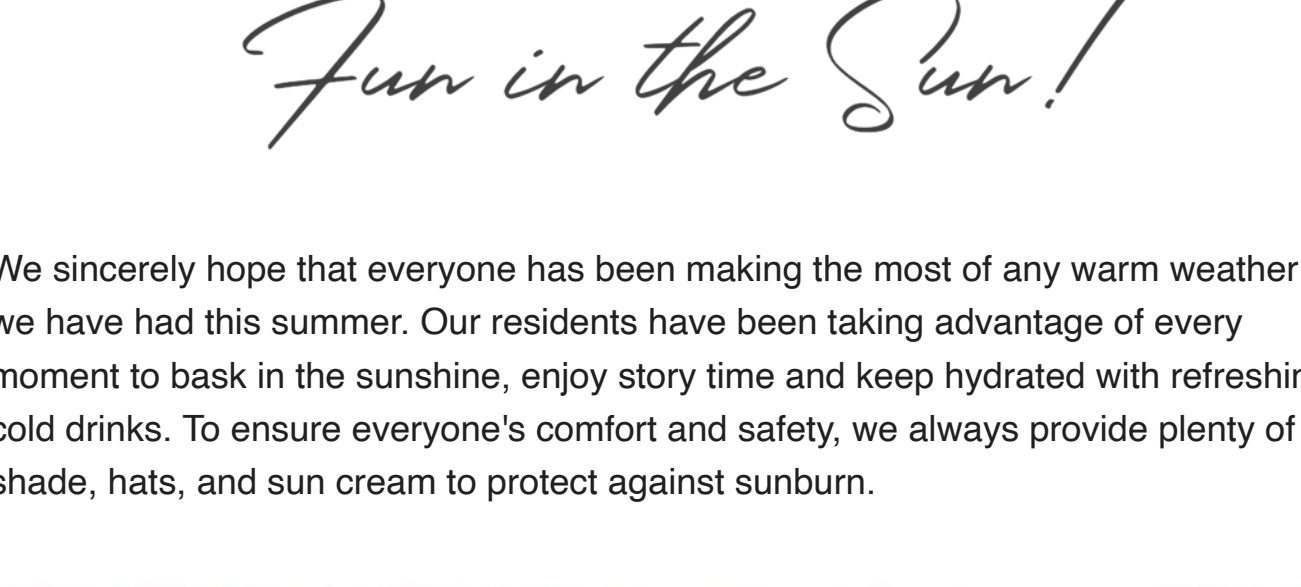 Fun in the Sun!
We sincerely hope that everyone has been making the most of any warm weather
we have had this summer. Our residents have been taking advantage of every
moment to bask in the sunshine, enjoy story time and keep hydrated with refreshin
cold drinks. To ensure everyone's comfort and safety, we always provide plenty of
shade, hats, and sun cream to protect against sunburn.